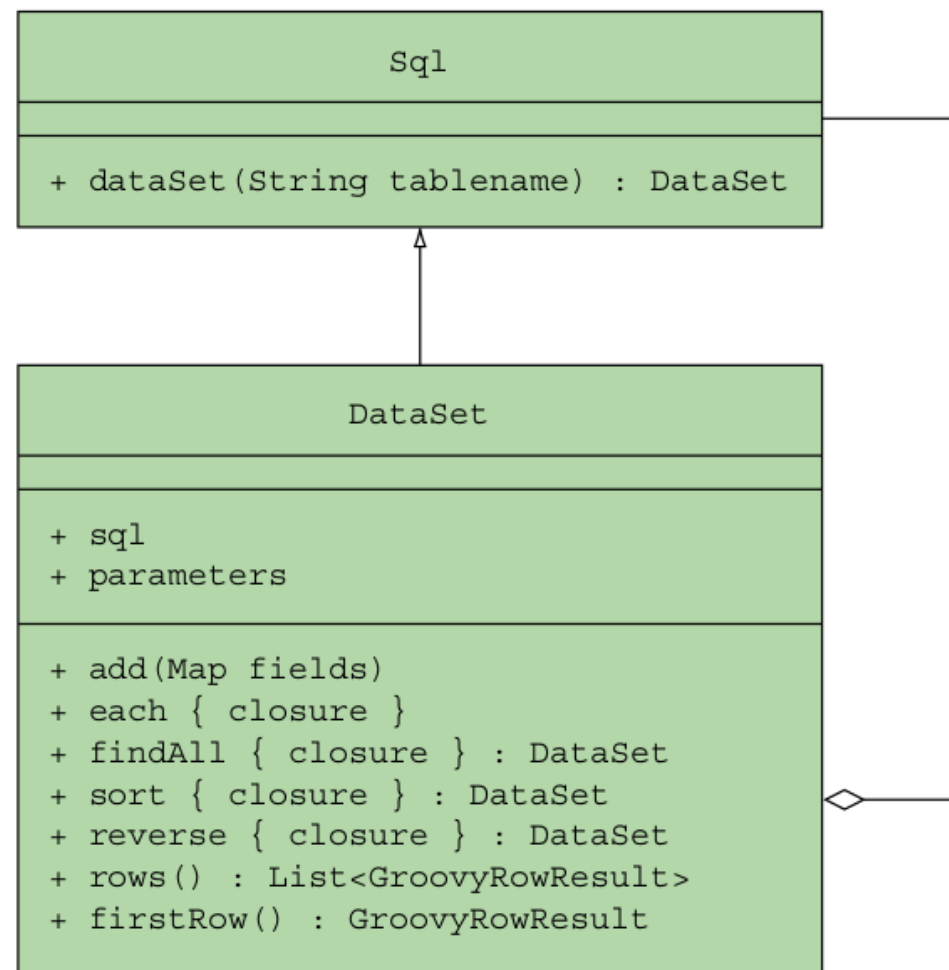 Sql
+ dataSet(String tablename) : DataSet
DataSet
+ sql
+ parameters
+ add(Map fields)
+ each { closure }
+ findAll { closure } : DataSet
+ sort { closure } : DataSet
+ reverse { closure } : DataSet
+ rows() : List<GroovyRowResult>
+ firstRow() : GroovyRowResult